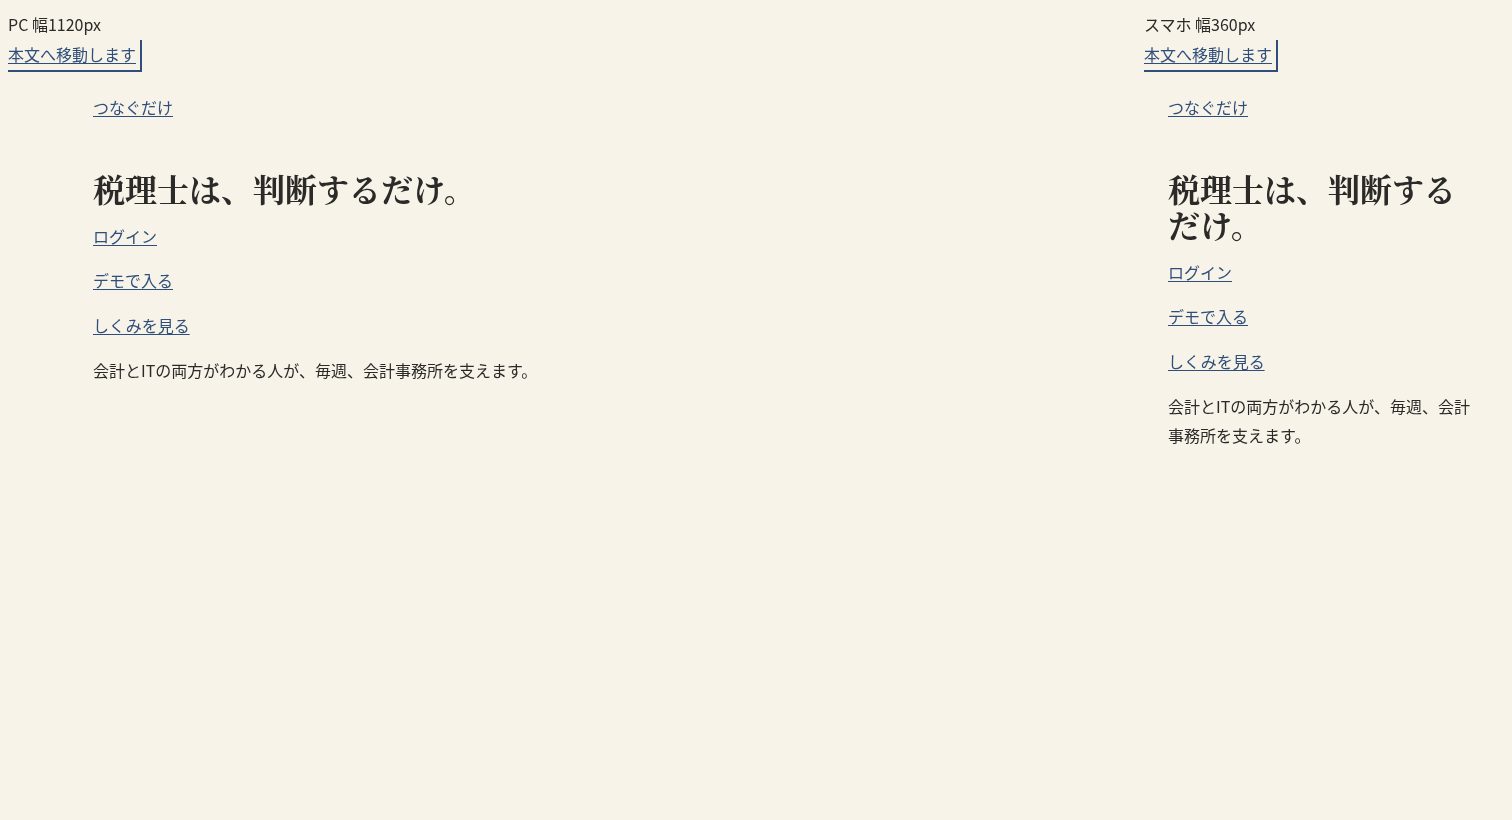 PC 幅1120px
本文へ移動します
つなぐだけ
税理士は、判断するだけ。
ログイン
デモで入る
しくみを見る
会計とITの両方がわかる人が、毎週、会計事務所を支えます。
スマホ 幅360px
本文へ移動します
つなぐだけ
税理士は、判断する
だけ。
ログイン
デモで入る
しくみを見る
会計とITの両方がわかる人が、毎週、会計
事務所を支えます。